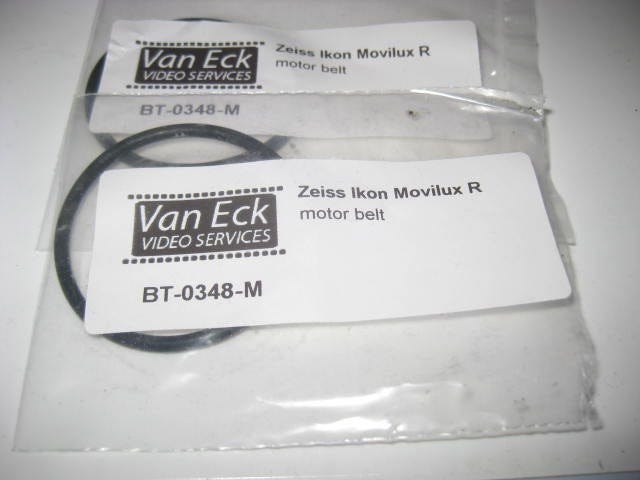 Van Eck
VIDEO SERVICES
Zeiss Ikon Movilux R
motor belt
BT-0348-M
Van Eck
VIDEO SERVICES
Zeiss Ikon Movilux R
motor belt
BT-0348-M